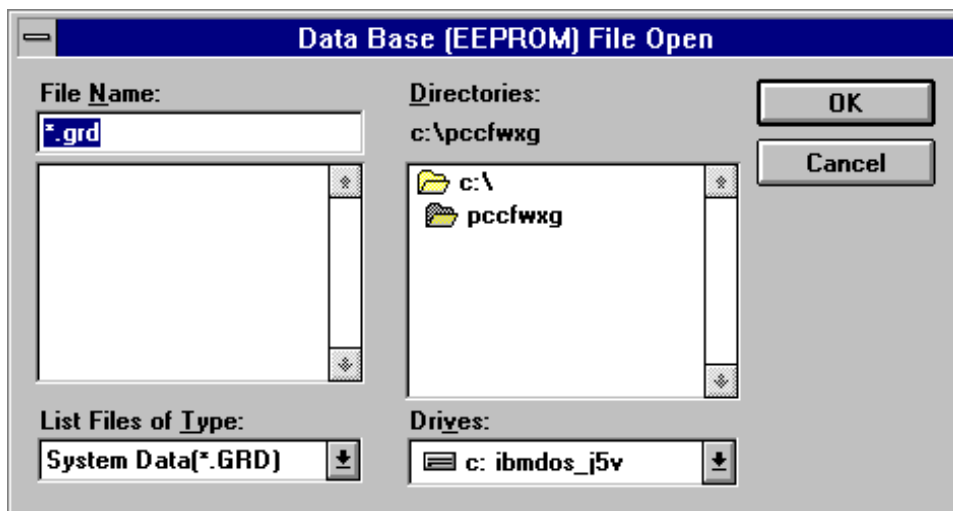 Data Base (EEPROM) File Open
File Name:
*.grd
List Files of Type:
System Data(*.GRD)
Directories:
c:\pccfwxg
c:\
pccfwxg
Drives:
c: ibmdos_j5v
OK
Cancel